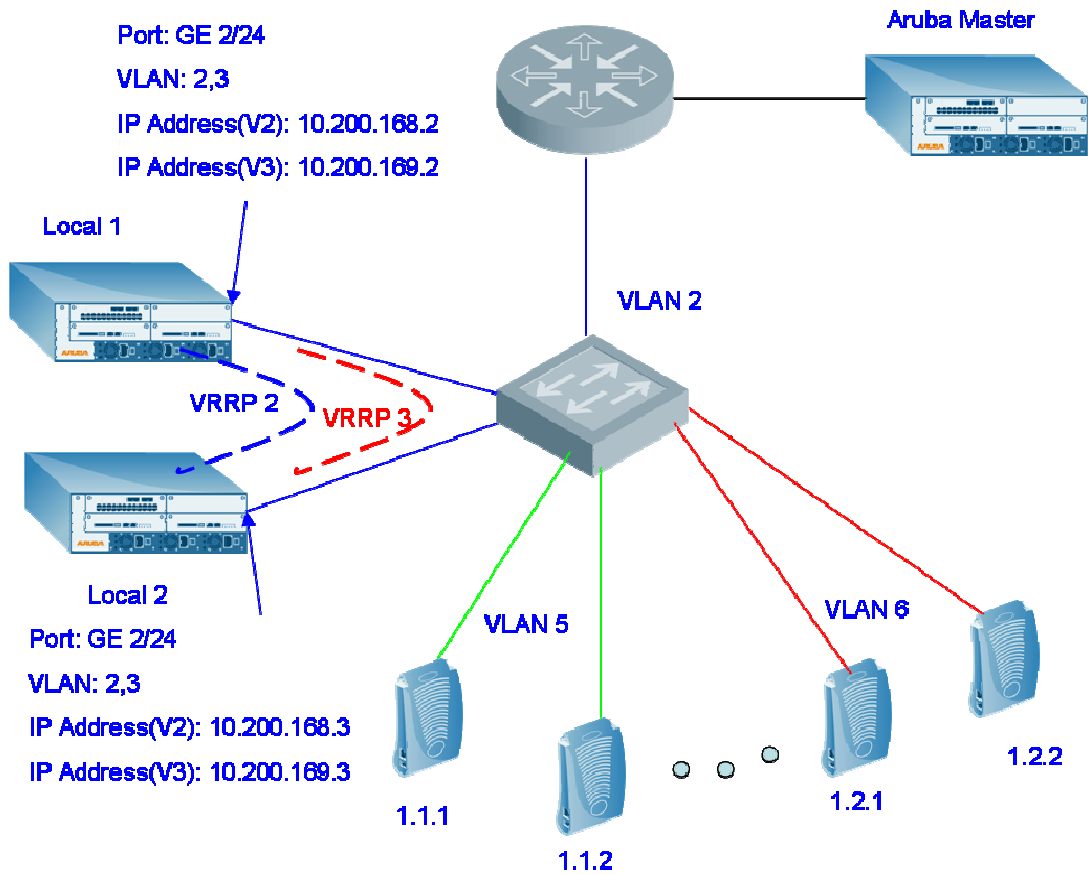 Port: GE 2/24
VLAN: 2,3
IP Address(V2): 10.200.168.2
IP Address(V3): 10.200.169.2
Aruba Master
ARUBA
Local 1
ARUBA
VLAN 2
VRRP 2
VRRP 3
ARUBA
Local 2
Port: GE 2/24
VLAN: 2,3
IP Address(V2): 10.200.168.3
IP Address(V3): 10.200.169.3
VLAN 5
VLAN 6
1.1.1
1.1.2
1.2.1
1.2.2